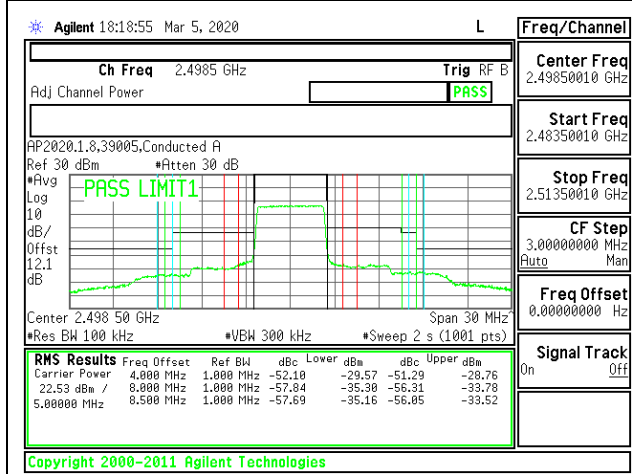 Agilent 18:18:55 Mar 5, 2020 L
Freq/Channel
Ch Freq 2.4985 GHz Trig RF B
Adj Channel Power PASS
AP2020.1.8,39005,Conducted A
Ref 30 dBm #Atten 30 dB
#Avg
Log
10
dB/
Offst
12.1
dB
PASS LIMIT1
Center 2.498 50 GHz Span 30 MHz^
#Res BW 100 kHz #VBW 300 kHz #Sweep 2 s (1001 pts)
RMS Results Freq Offset Ref BW dBc Lower dBm dBc Upper dBm
Carrier Power 4.000 MHz 1.000 MHz -52.10 -29.57 -51.29 -28.76
22.53 dBm / 8.000 MHz 1.000 MHz -57.84 -35.30 -56.31 -33.78
5.00000 MHz 8.500 MHz 1.000 MHz -57.69 -35.16 -56.05 -33.52
Copyright 2000-2011 Agilent Technologies
Center Freq
2.49850010 GHz
Start Freq
2.48350010 GHz
Stop Freq
2.51350010 GHz
CF Step
3.00000000 MHz
Auto Man
Freq Offset
0.00000000 Hz
Signal Track
On Off